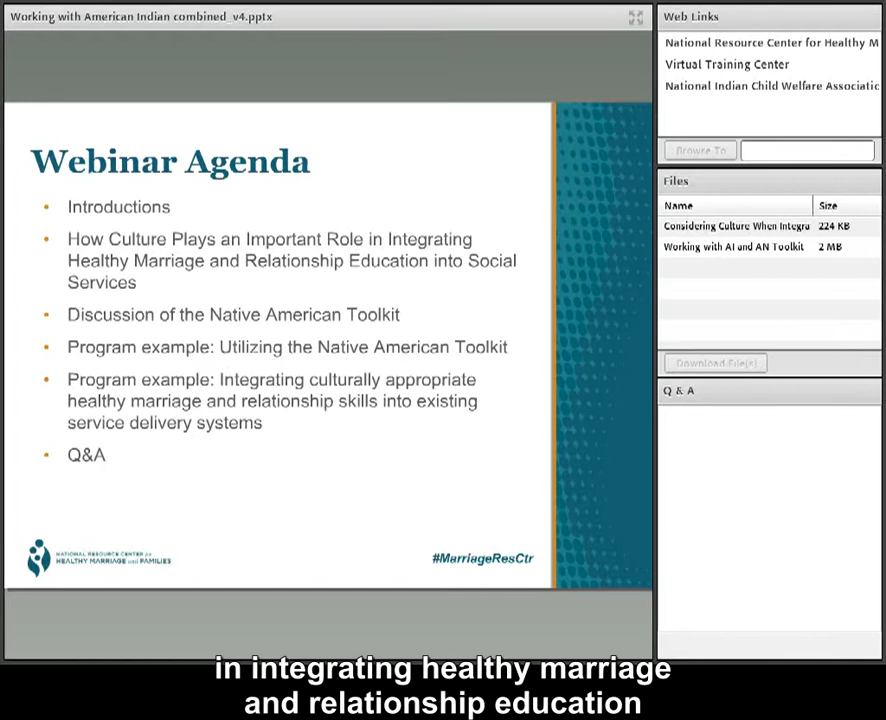 Working with American Indian combined_v4.pptx
Webinar Agenda
• Introductions
• How Culture Plays an Important Role in Integrating
Healthy Marriage and Relationship Education into Social
Services
• Discussion of the Native American Toolkit
• Program example: Utilizing the Native American Toolkit
• Program example: Integrating culturally appropriate
healthy marriage and relationship skills into existing
service delivery systems
• Q&A
NATIONAL RESOURCE CENTER for
HEALTHY MARRIAGE and FAMILIES
#MarriageResCtr
Web Links
National Resource Center for Healthy M
Virtual Training Center
National Indian Child Welfare Associatic
Browse To
Files
Name Size
Considering Culture When Integra 224 KB
Working with AI and AN Toolkit 2 MB
Download File(s)
Q & A
in integrating healthy marriage
and relationship education